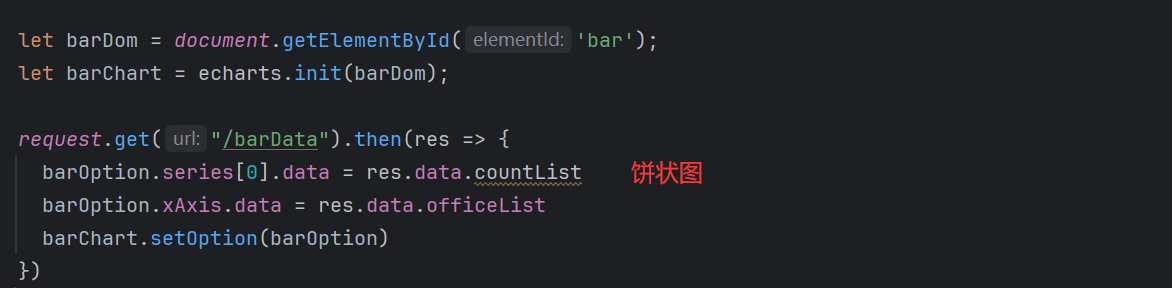 let barDom = document.getElementById( elementId: 'bar');
let barChart = echarts.init(barDom);
request.get( url: "/barData").then(res => {
barOption.series[0].data = res.data.countList 饼状图
barOption.xAxis.data = res.data.officeList
barChart.setOption(barOption)
})